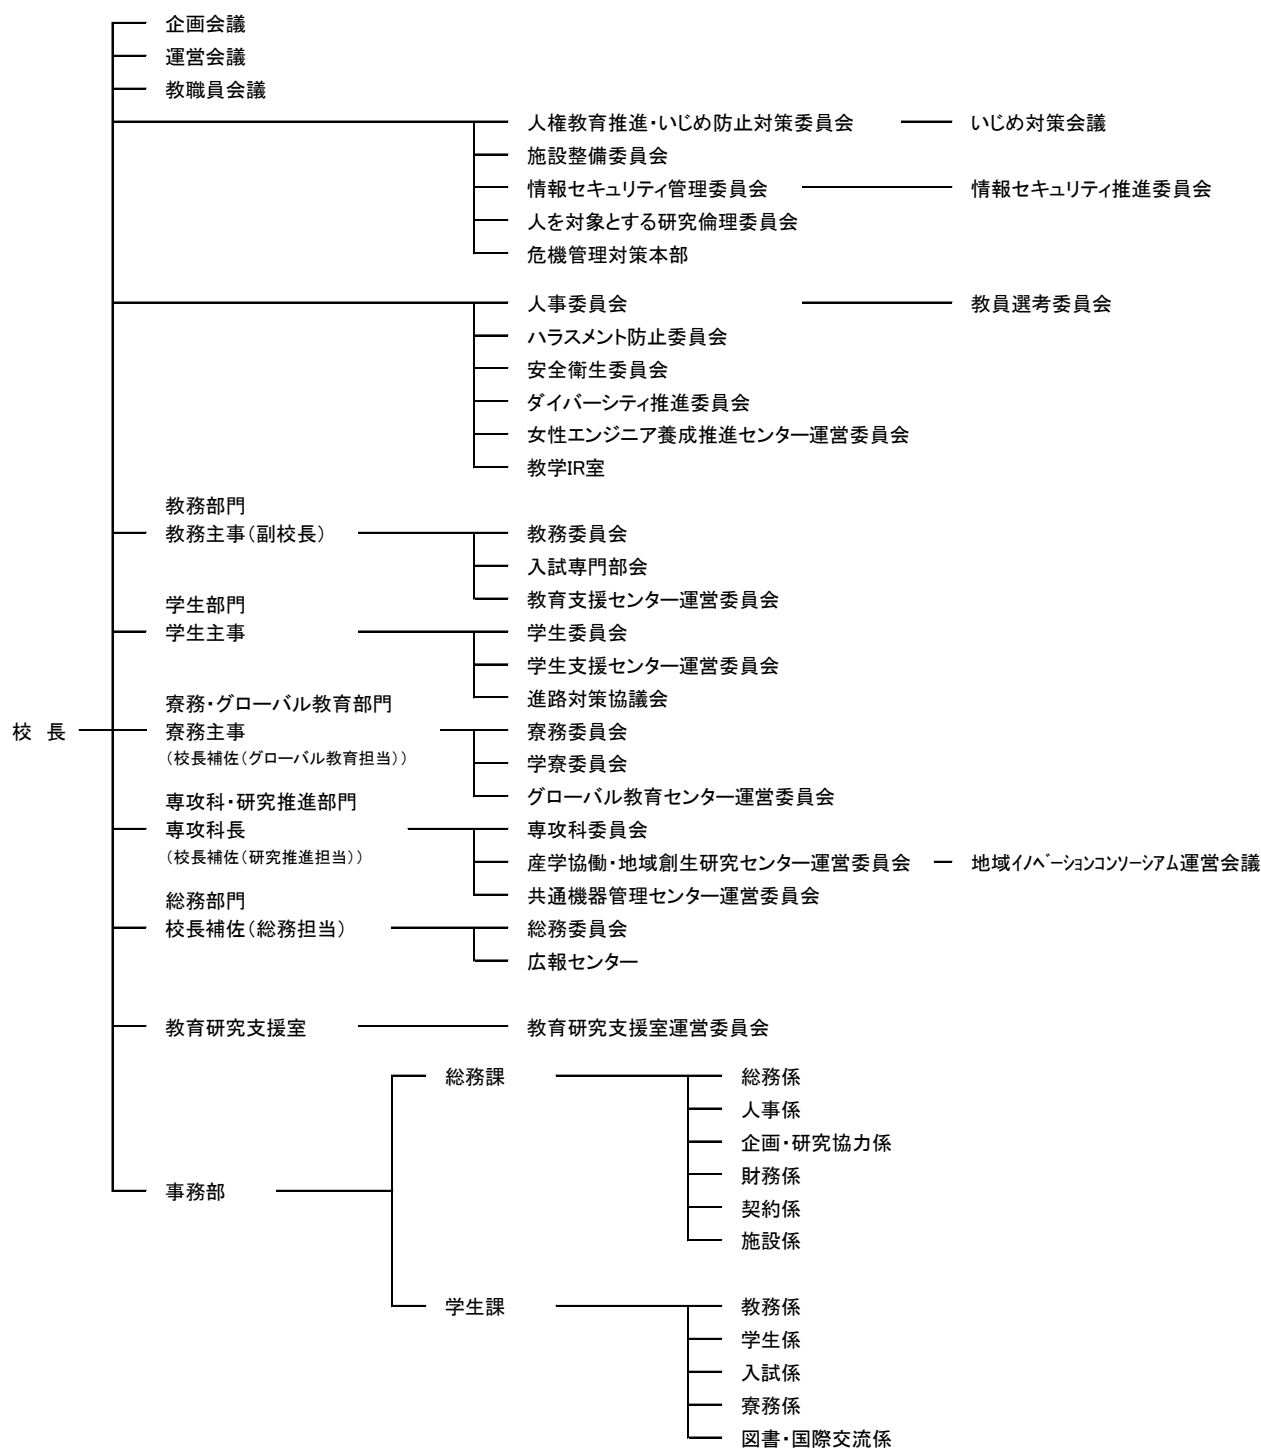 企画会議
運営会議
教職員会議
人権教育推進・いじめ防止対策委員会 いじめ対策会議
施設整備委員会
情報セキュリティ管理委員会 情報セキュリティ推進委員会
人を対象とする研究倫理委員会
危機管理対策本部
人事委員会 教員選考委員会
ハラスメント防止委員会
安全衛生委員会
ダイバーシティ推進委員会
女性エンジニア養成推進センター運営委員会
教学IR室
教務部門
教務主事(副校長) 教務委員会
入試専門部会
教育支援センター運営委員会
学生部門
学生主事 学生委員会
学生支援センター運営委員会
進路対策協議会
寮務・グローバル教育部門
校 長 寮務主事 寮務委員会
(校長補佐(グローバル教育担当)) 学寮委員会
グローバル教育センター運営委員会
専攻科・研究推進部門
専攻科長 専攻科委員会
(校長補佐(研究推進担当)) 産学協働・地域創生研究センター運営委員会 地域ｲﾉﾍﾞｰｼｮﾝｺﾝｿｰｼｱﾑ運営会議
共通機器管理センター運営委員会
総務部門
校長補佐(総務担当) 総務委員会
広報センター
教育研究支援室 教育研究支援室運営委員会
総務課 総務係
人事係
企画・研究協力係
財務係
事務部
契約係
施設係
学生課 教務係
学生係
入試係
寮務係
図書・国際交流係